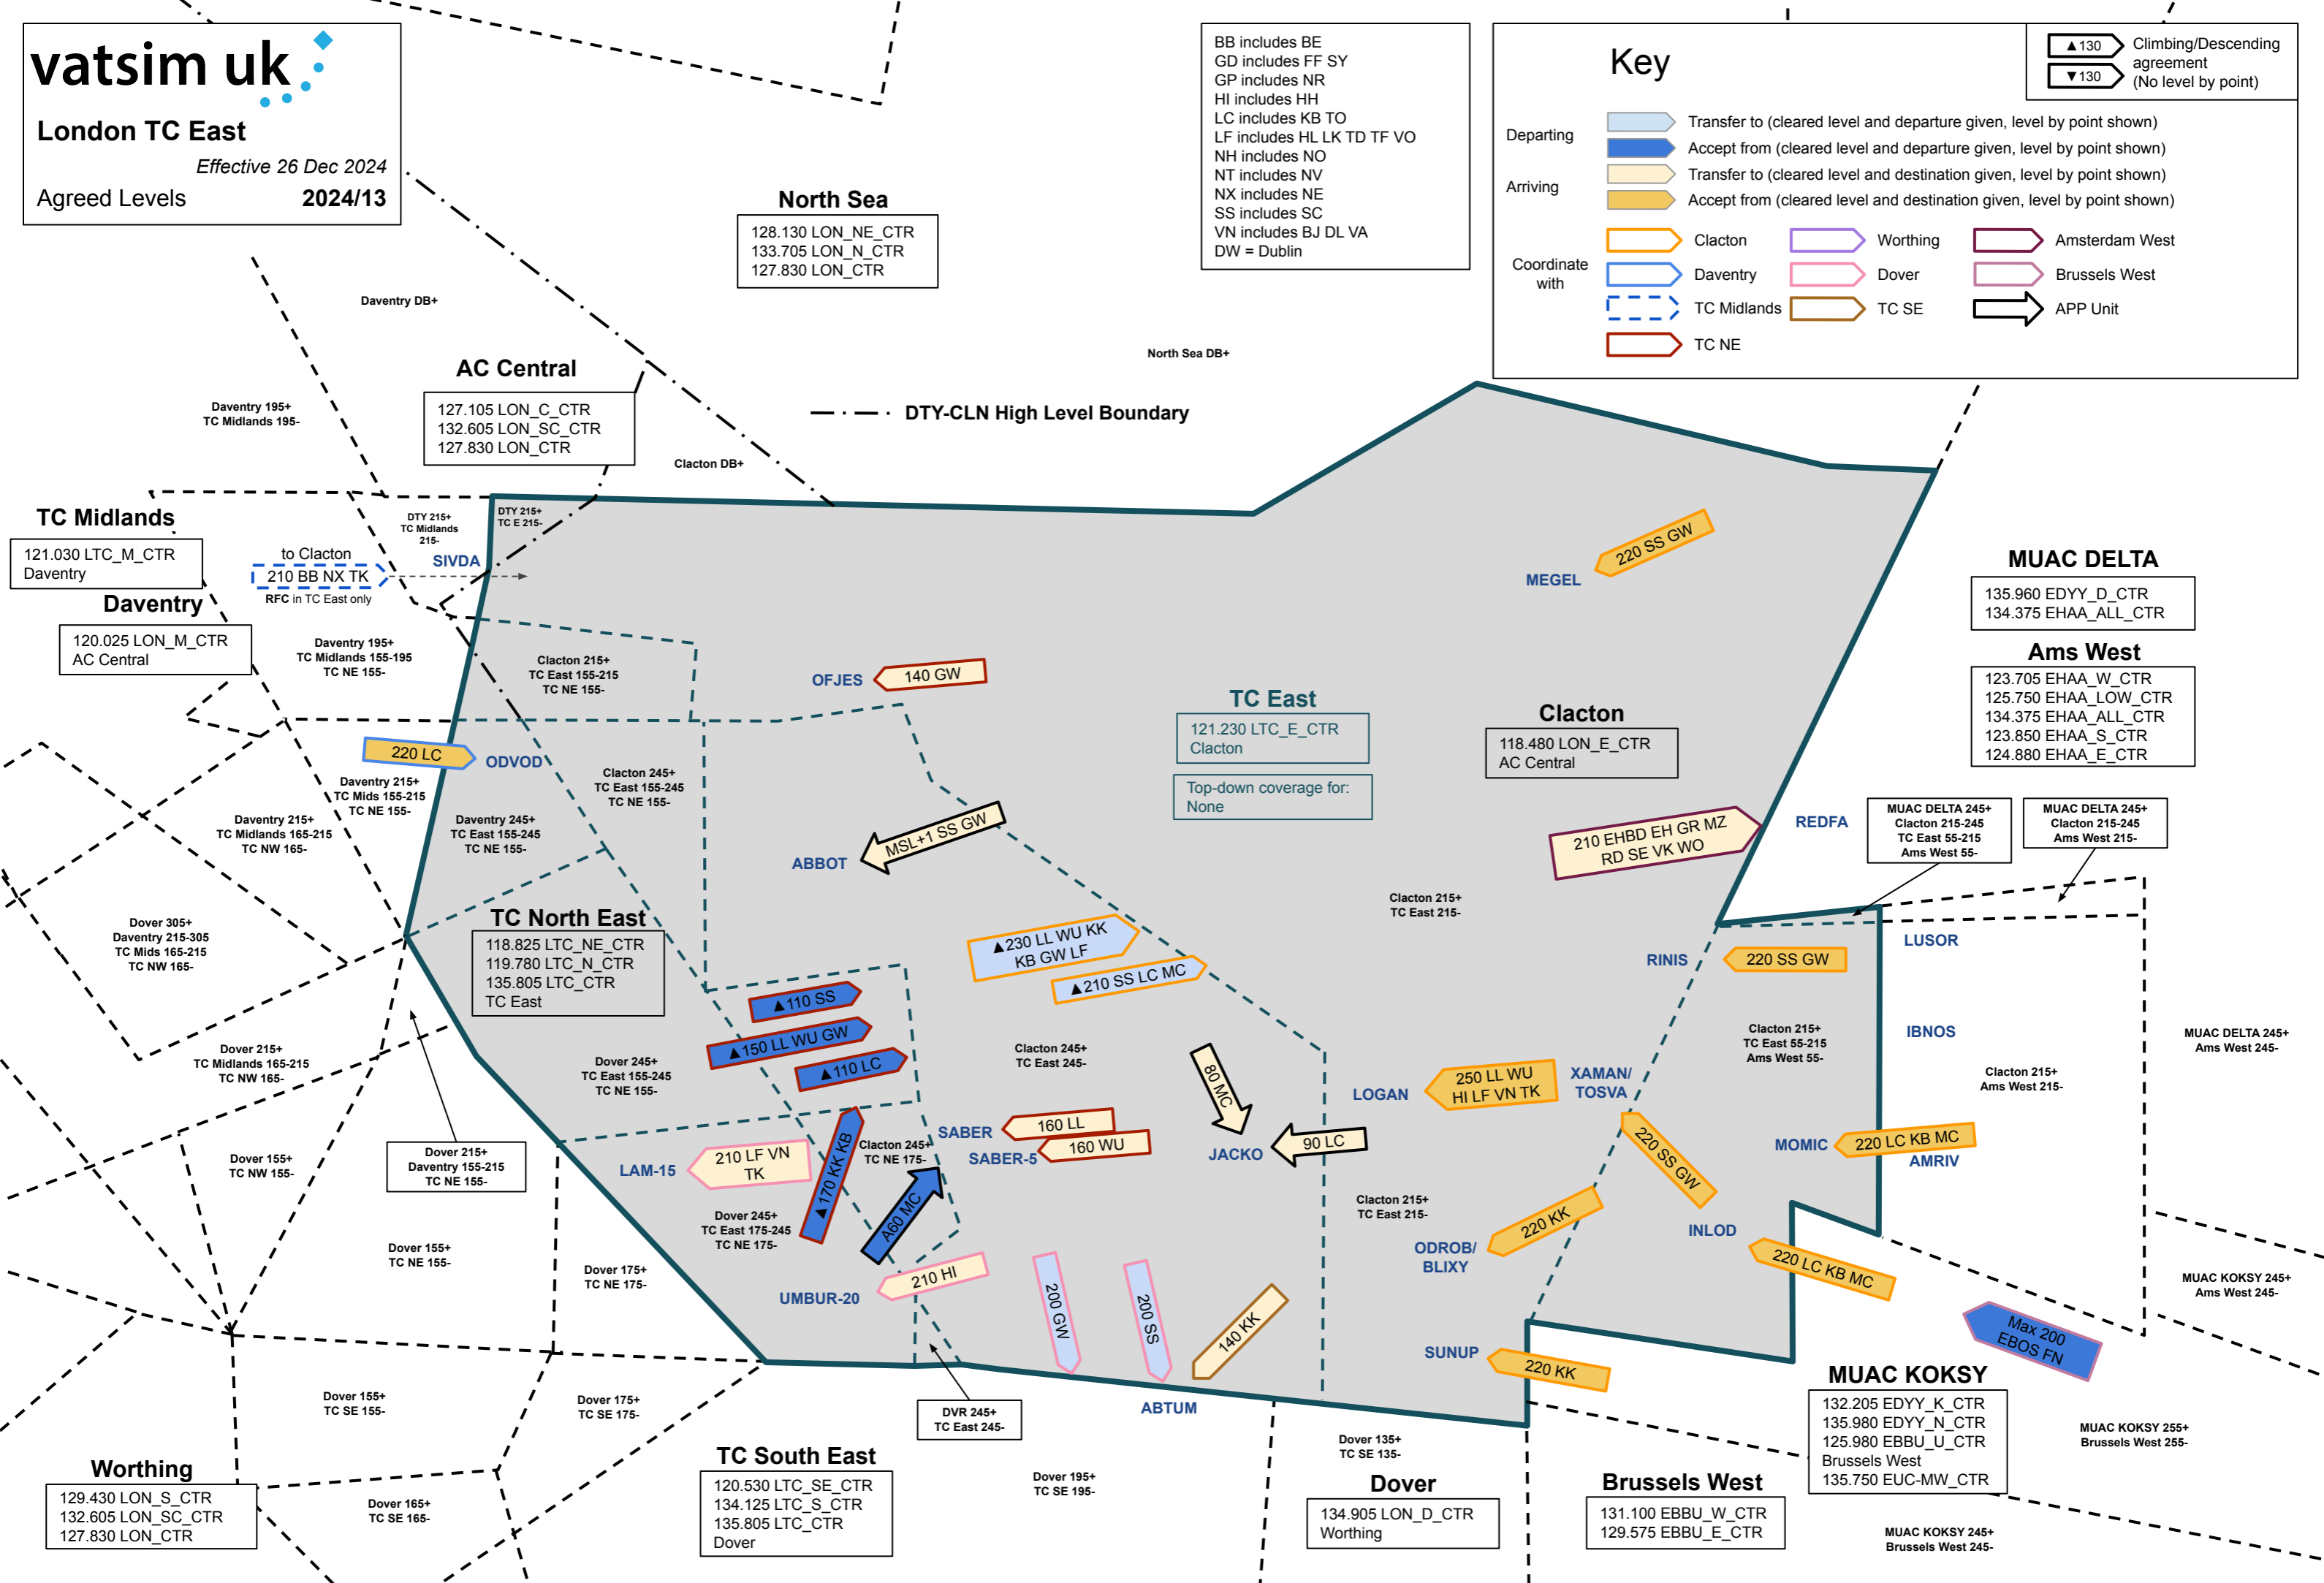 vatsim uk
London TC East
Effective 26 Dec 2024
Agreed Levels 2024/13
BB includes BE
GD includes FF SY
GP includes NR
HI includes HH
LC includes KB TO
LF includes HL LK TD TF VO
NH includes NO
NT includes NV
NX includes NE
SS includes SC
VN includes BJ DL VA
DW = Dublin
Key
▲130
▼130
Climbing/Descending
agreement
(No level by point)
Departing
Transfer to (cleared level and departure given, level by point shown)
Accept from (cleared level and departure given, level by point shown)
Arriving
Transfer to (cleared level and destination given, level by point shown)
Accept from (cleared level and destination given, level by point shown)
Coordinate
with
Clacton
Worthing
Amsterdam West
Daventry
Dover
Brussels West
TC Midlands
TC SE
APP Unit
TC NE
North Sea
128.130 LON_NE_CTR
133.705 LON_N_CTR
127.830 LON_CTR
Daventry DB+
North Sea DB+
AC Central
127.105 LON_C_CTR
132.605 LON_SC_CTR
127.830 LON_CTR
Daventry 195+
TC Midlands 195-
DTY-CLN High Level Boundary
Clacton DB+
TC Midlands
121.030 LTC_M_CTR
Daventry
DTY 215+
TC Midlands
215-
DTY 215+
TC E 215-
SIVDA
to Clacton
210 BB NX TK
RFC in TC East only
Daventry
120.025 LON_M_CTR
AC Central
220 SS GW
MEGEL
MUAC DELTA
135.960 EDYY_D_CTR
134.375 EHAA_ALL_CTR
Ams West
123.705 EHAA_W_CTR
125.750 EHAA_LOW_CTR
134.375 EHAA_ALL_CTR
123.850 EHAA_S_CTR
124.880 EHAA_E_CTR
Daventry 195+
TC Midlands 155-195
TC NE 155-
Clacton 215+
TC East 155-215
TC NE 155-
OFJES
140 GW
TC East
121.230 LTC_E_CTR
Clacton
Top-down coverage for:
None
Clacton
118.480 LON_E_CTR
AC Central
220 LC
ODVOD
Daventry 215+
TC Mids 155-215
TC NE 155-
Clacton 245+
TC East 155-245
TC NE 155-
Daventry 215+
TC Midlands 165-215
TC NW 165-
Daventry 245+
TC East 155-245
TC NE 155-
MSL+1 SS GW
ABBOT
210 EHBD EH GR MZ
RD SE VK WO
REDFA
MUAC DELTA 245+
Clacton 215-245
TC East 55-215
Ams West 55-
MUAC DELTA 245+
Clacton 215-245
Ams West 215-
Dover 305+
Daventry 215-305
TC Mids 165-215
TC NW 165-
TC North East
118.825 LTC_NE_CTR
119.780 LTC_N_CTR
135.805 LTC_CTR
TC East
Clacton 215+
TC East 215-
▲230 LL WU KK
KB GW LF
▲210 SS LC MC
RINIS
220 SS GW
LUSOR
▲110 SS
▲150 LL WU GW
▲110 LC
Dover 215+
TC Midlands 165-215
TC NW 165-
Dover 245+
TC East 155-245
TC NE 155-
Clacton 245+
TC East 245-
Clacton 215+
TC East 55-215
Ams West 55-
IBNOS
Clacton 215+
Ams West 215-
MUAC DELTA 245+
Ams West 245-
80 MC
LOGAN
250 LL WU
HI LF VN TK
XAMAN/
TOSVA
SABER
160 LL
SABER-5
160 WU
JACKO
90 LC
220 SS GW
MOMIC
220 LC KB MC
AMRIV
Dover 155+
TC NW 155-
Dover 215+
Daventry 155-215
TC NE 155-
LAM-15
210 LF VN
TK
▲170 KK KB
Clacton 245+
TC NE 175-
A60 MC
Dover 245+
TC East 175-245
TC NE 175-
Clacton 215+
TC East 215-
220 KK
ODROB/
BLIXY
INLOD
220 LC KB MC
Dover 155+
TC NE 155-
Dover 175+
TC NE 175-
UMBUR-20
210 HI
200 GW
200 SS
140 KK
MUAC KOKSY 245+
Ams West 245-
Max 200
EBOS FN
SUNUP
220 KK
Dover 155+
TC SE 155-
Dover 175+
TC SE 175-
DVR 245+
TC East 245-
ABTUM
MUAC KOKSY
132.205 EDYY_K_CTR
135.980 EDYY_N_CTR
125.980 EBBU_U_CTR
Brussels West
135.750 EUC-MW_CTR
MUAC KOKSY 255+
Brussels West 255-
Worthing
129.430 LON_S_CTR
132.605 LON_SC_CTR
127.830 LON_CTR
Dover 165+
TC SE 165-
TC South East
120.530 LTC_SE_CTR
134.125 LTC_S_CTR
135.805 LTC_CTR
Dover
Dover 195+
TC SE 195-
Dover 135+
TC SE 135-
Dover
134.905 LON_D_CTR
Worthing
Brussels West
131.100 EBBU_W_CTR
129.575 EBBU_E_CTR
MUAC KOKSY 245+
Brussels West 245-